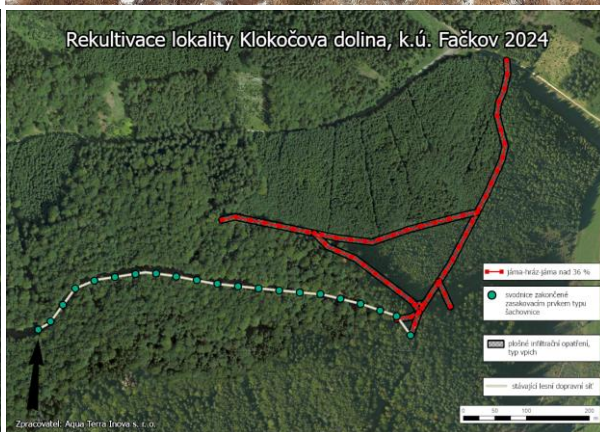 Rekultivace lokality Klokočova dolina, k.ú. Fačkov 2024
jáma-hráz-jáma nad 36 %
svodnice zakončené
zasakovacím prvkem typu
šachovnice
plošné infiltrační opatření,
typ vpich
stávající lesní dopravní síť
0 50 100 200
Zpracovatel: Aqua Terra Inova s. r. o.